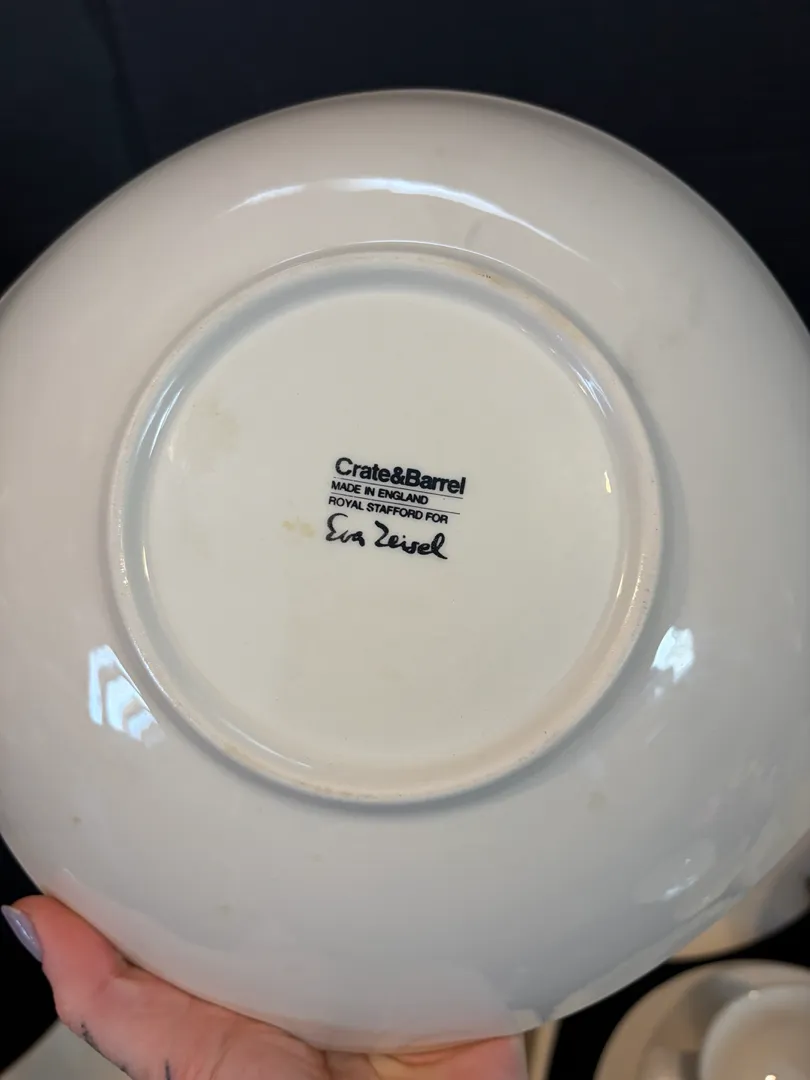 Crate&Barrel
MADE IN ENGLAND
ROYAL STAFFORD FOR
Eva Zeisel